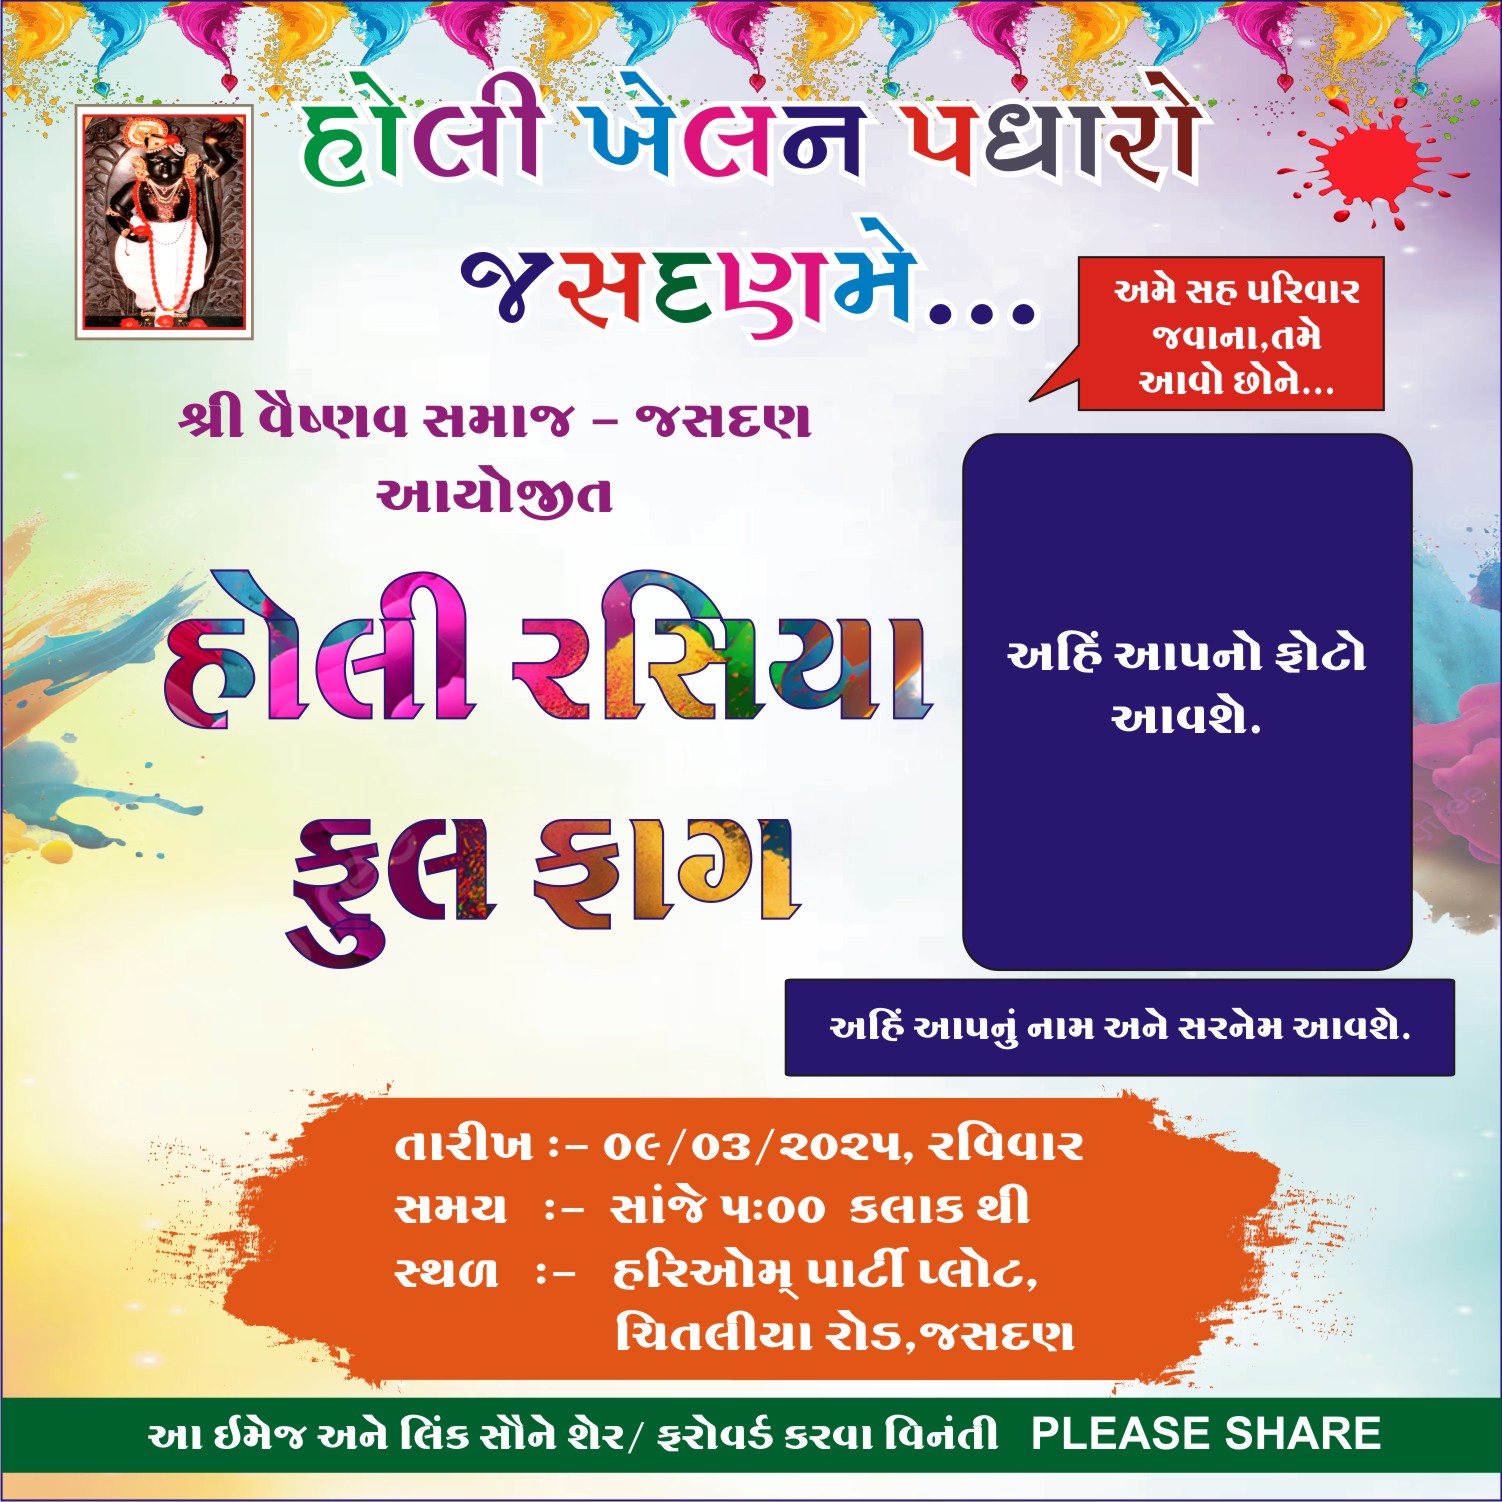 હોલી ખેલન પધારો
જસદણમે...
અમે સહ પરિવાર
જવાના,તમે
આવો છોને...
શ્રી વૈષ્ણવ સમાજ – જસદણ
આયોજીત
હોલી રસિયા
ફુલ ફાગ
અહિં આપનો ફોટો
આવશે.
અહિં આપનું નામ અને સરનેમ આવશે.
તારીખ :– ૦૯/૦૩/૨૦૨૫, રવિવાર
સમય :– સાંજે ૫:૦૦ કલાક થી
સ્થળ :– હરિઓમ્ પાર્ટી પ્લોટ,
ચિતલીયા રોડ,જસદણ
આ ઈમેજ અને લિંક સૌને શેર/ ફરોવર્ડ કરવા વિનંતી PLEASE SHARE